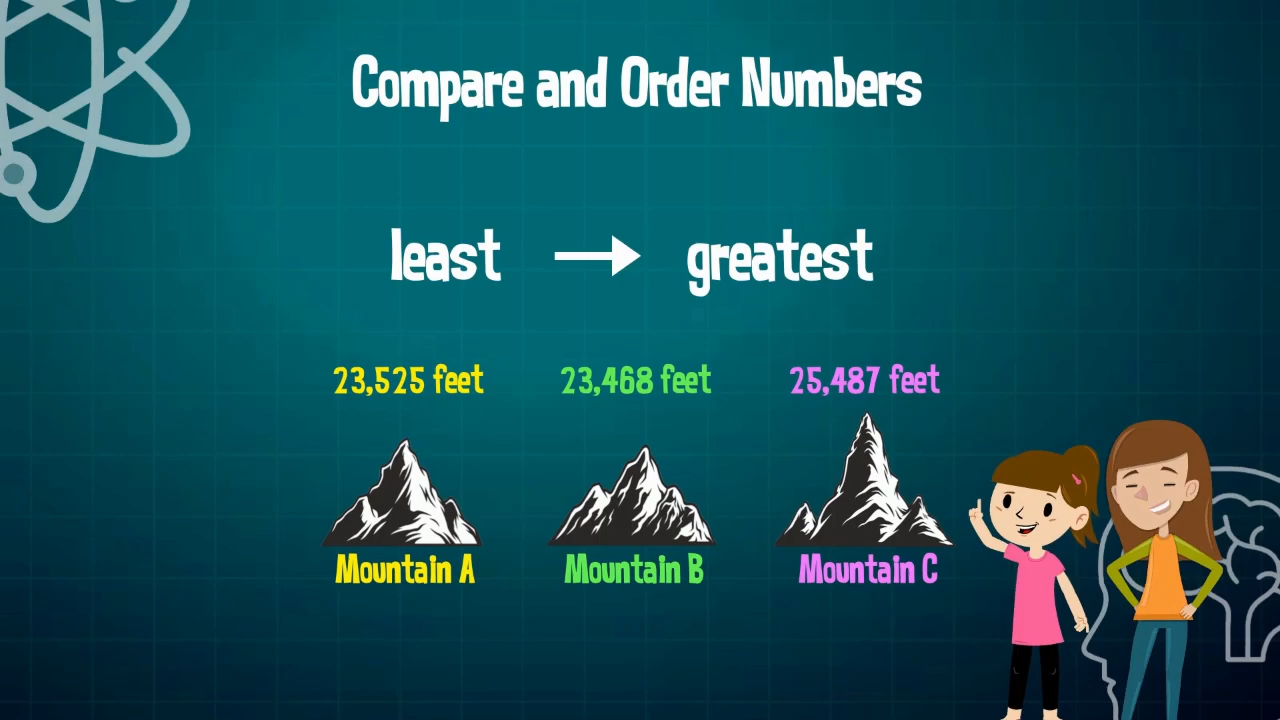 Compare and Order Numbers
least → greatest
23,525 feet 23,468 feet 25,487 feet
Mountain A Mountain B Mountain C